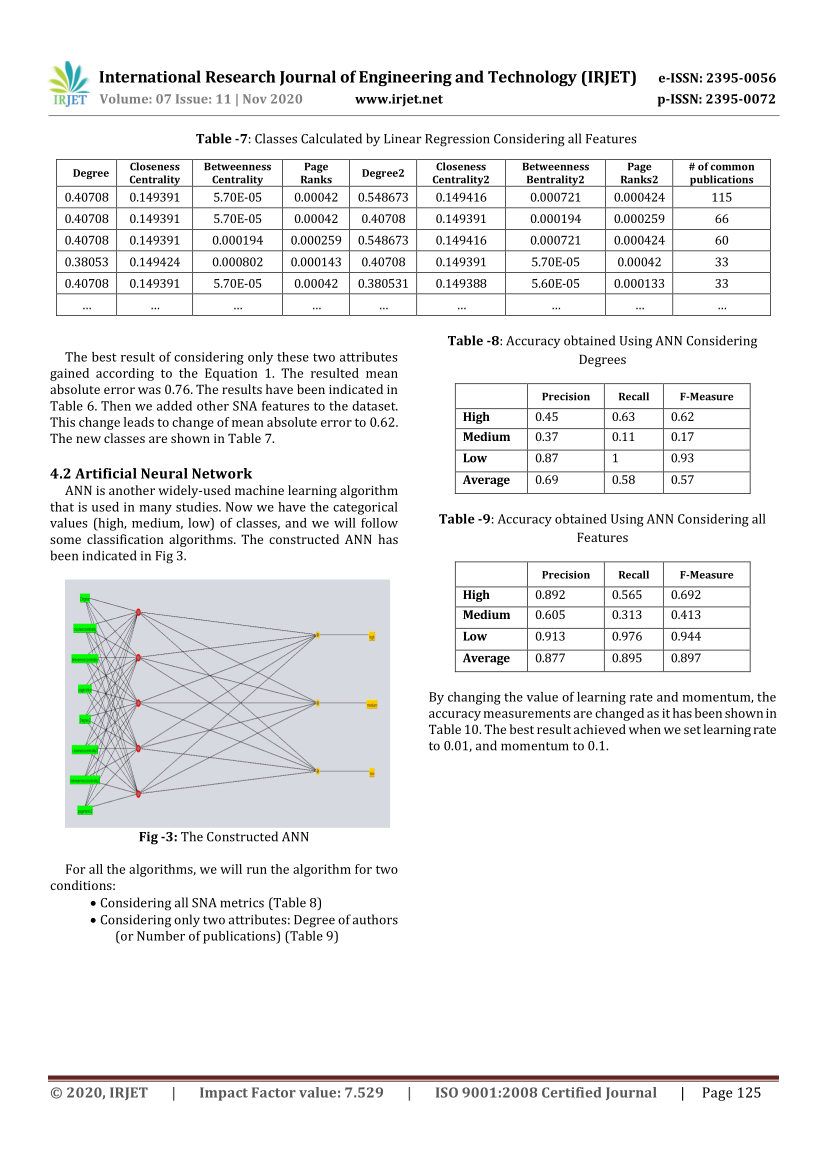 International Research Journal of Engineering and Technology (IRJET) e-ISSN: 2395-0056
IRJET Volume: 07 Issue: 11 | Nov 2020 www.irjet.net p-ISSN: 2395-0072
Table -7: Classes Calculated by Linear Regression Considering all Features
Degree Closeness Centrality Betweenness Centrality Page Ranks Degree2 Closeness Centrality2 Betweenness Bentrality2 Page Ranks2 # of common publications
0.40708 0.149391 5.70E-05 0.00042 0.548673 0.149416 0.000721 0.000424 115
0.40708 0.149391 5.70E-05 0.00042 0.40708 0.149391 0.000194 0.000259 66
0.40708 0.149391 0.000194 0.000259 0.548673 0.149416 0.000721 0.000424 60
0.38053 0.149424 0.000802 0.000143 0.40708 0.149391 5.70E-05 0.00042 33
0.40708 0.149391 5.70E-05 0.00042 0.380531 0.149388 5.60E-05 0.000133 33
... ... ... ... ... ... ... ... ...
The best result of considering only these two attributes
gained according to the Equation 1. The resulted mean
absolute error was 0.76. The results have been indicated in
Table 6. Then we added other SNA features to the dataset.
This change leads to change of mean absolute error to 0.62.
The new classes are shown in Table 7.
4.2 Artificial Neural Network
ANN is another widely-used machine learning algorithm
that is used in many studies. Now we have the categorical
values (high, medium, low) of classes, and we will follow
some classification algorithms. The constructed ANN has
been indicated in Fig 3.
Fig -3: The Constructed ANN
For all the algorithms, we will run the algorithm for two
conditions:
• Considering all SNA metrics (Table 8)
• Considering only two attributes: Degree of authors
(or Number of publications) (Table 9)
Table -8: Accuracy obtained Using ANN Considering
Degrees
Precision Recall F-Measure
High 0.45 0.63 0.62
Medium 0.37 0.11 0.17
Low 0.87 1 0.93
Average 0.69 0.58 0.57
Table -9: Accuracy obtained Using ANN Considering all
Features
Precision Recall F-Measure
High 0.892 0.565 0.692
Medium 0.605 0.313 0.413
Low 0.913 0.976 0.944
Average 0.877 0.895 0.897
By changing the value of learning rate and momentum, the
accuracy measurements are changed as it has been shown in
Table 10. The best result achieved when we set learning rate
to 0.01, and momentum to 0.1.
© 2020, IRJET | Impact Factor value: 7.529 | ISO 9001:2008 Certified Journal | Page 125